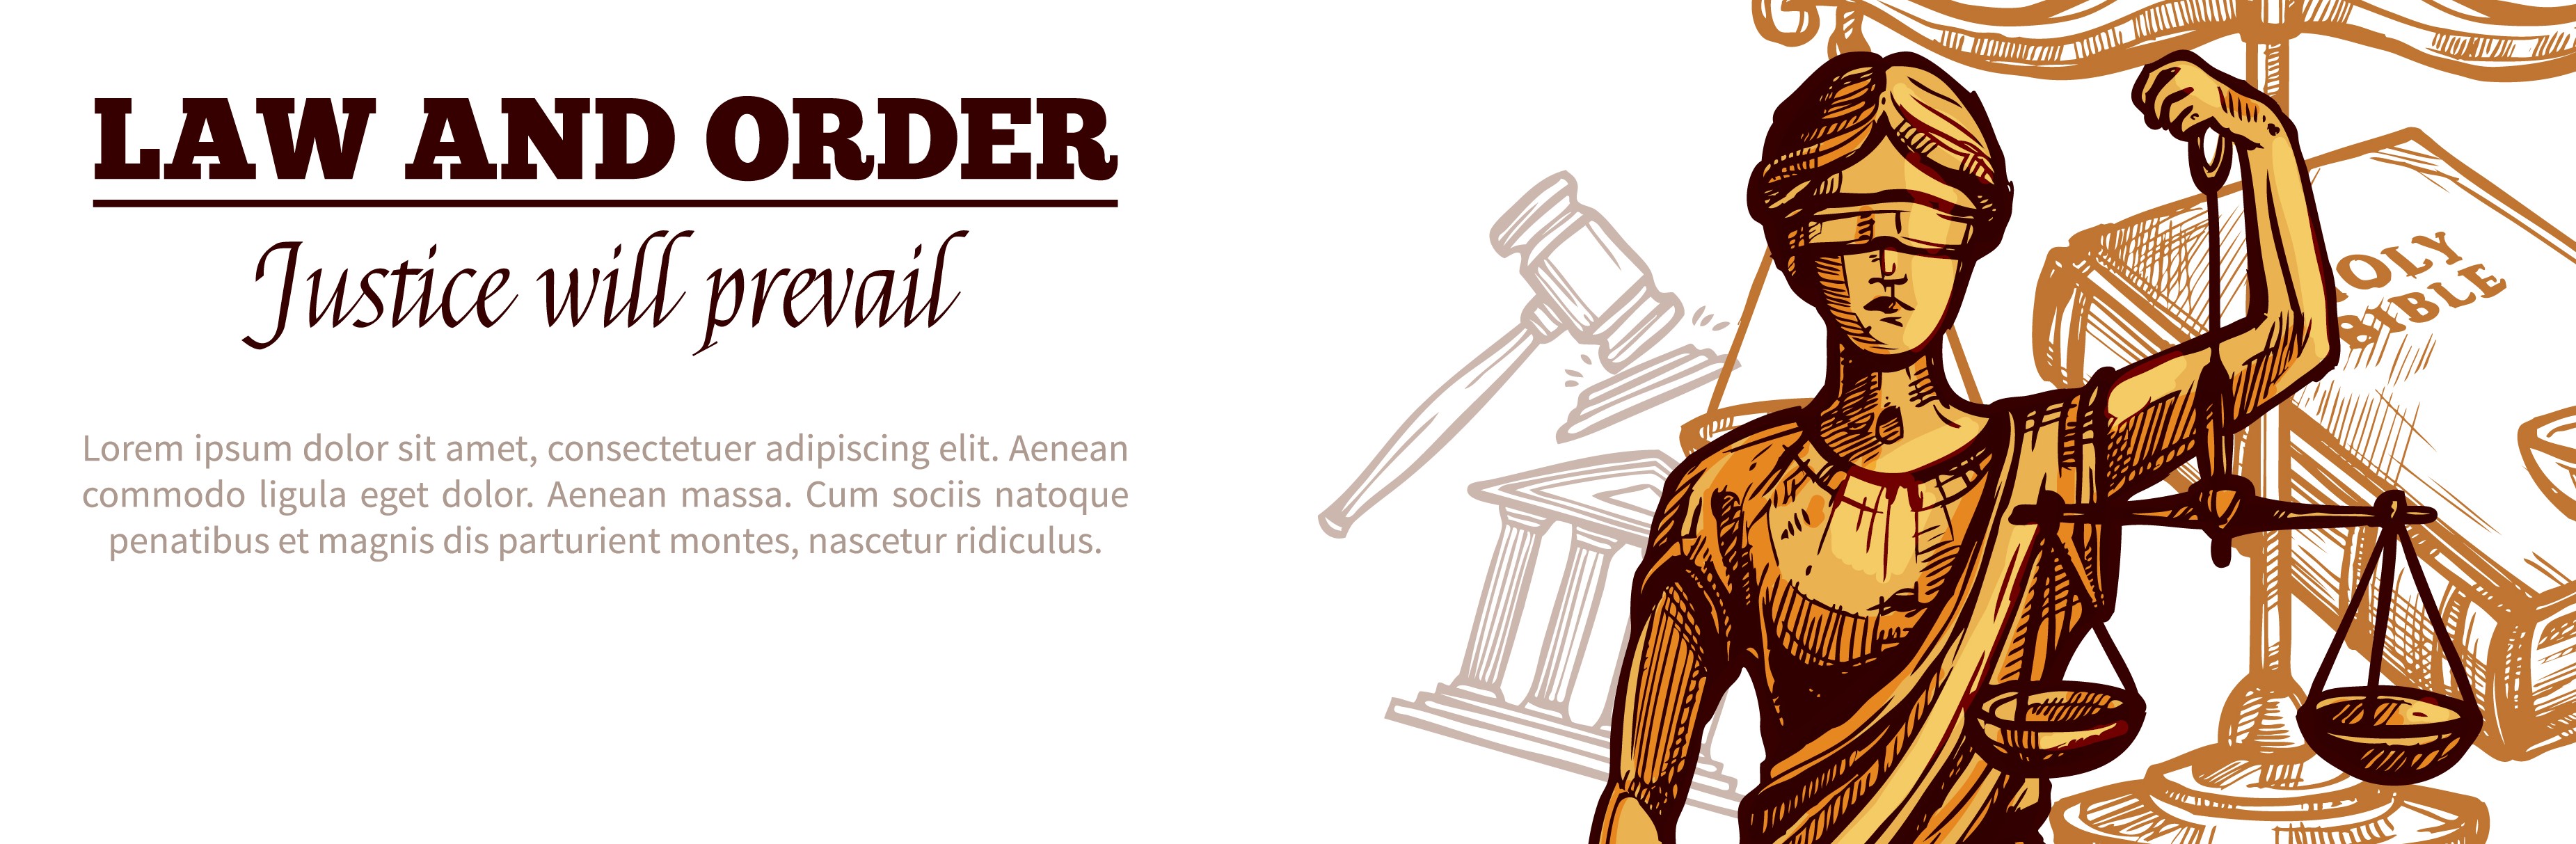 LAW AND ORDER
Justice will prevail
Lorem ipsum dolor sit amet, consectetuer adipiscing elit. Aenean
commodo ligula eget dolor. Aenean massa. Cum sociis natoque
penatibus et magnis dis parturient montes, nascetur ridiculus.
HOLY
BIBLE